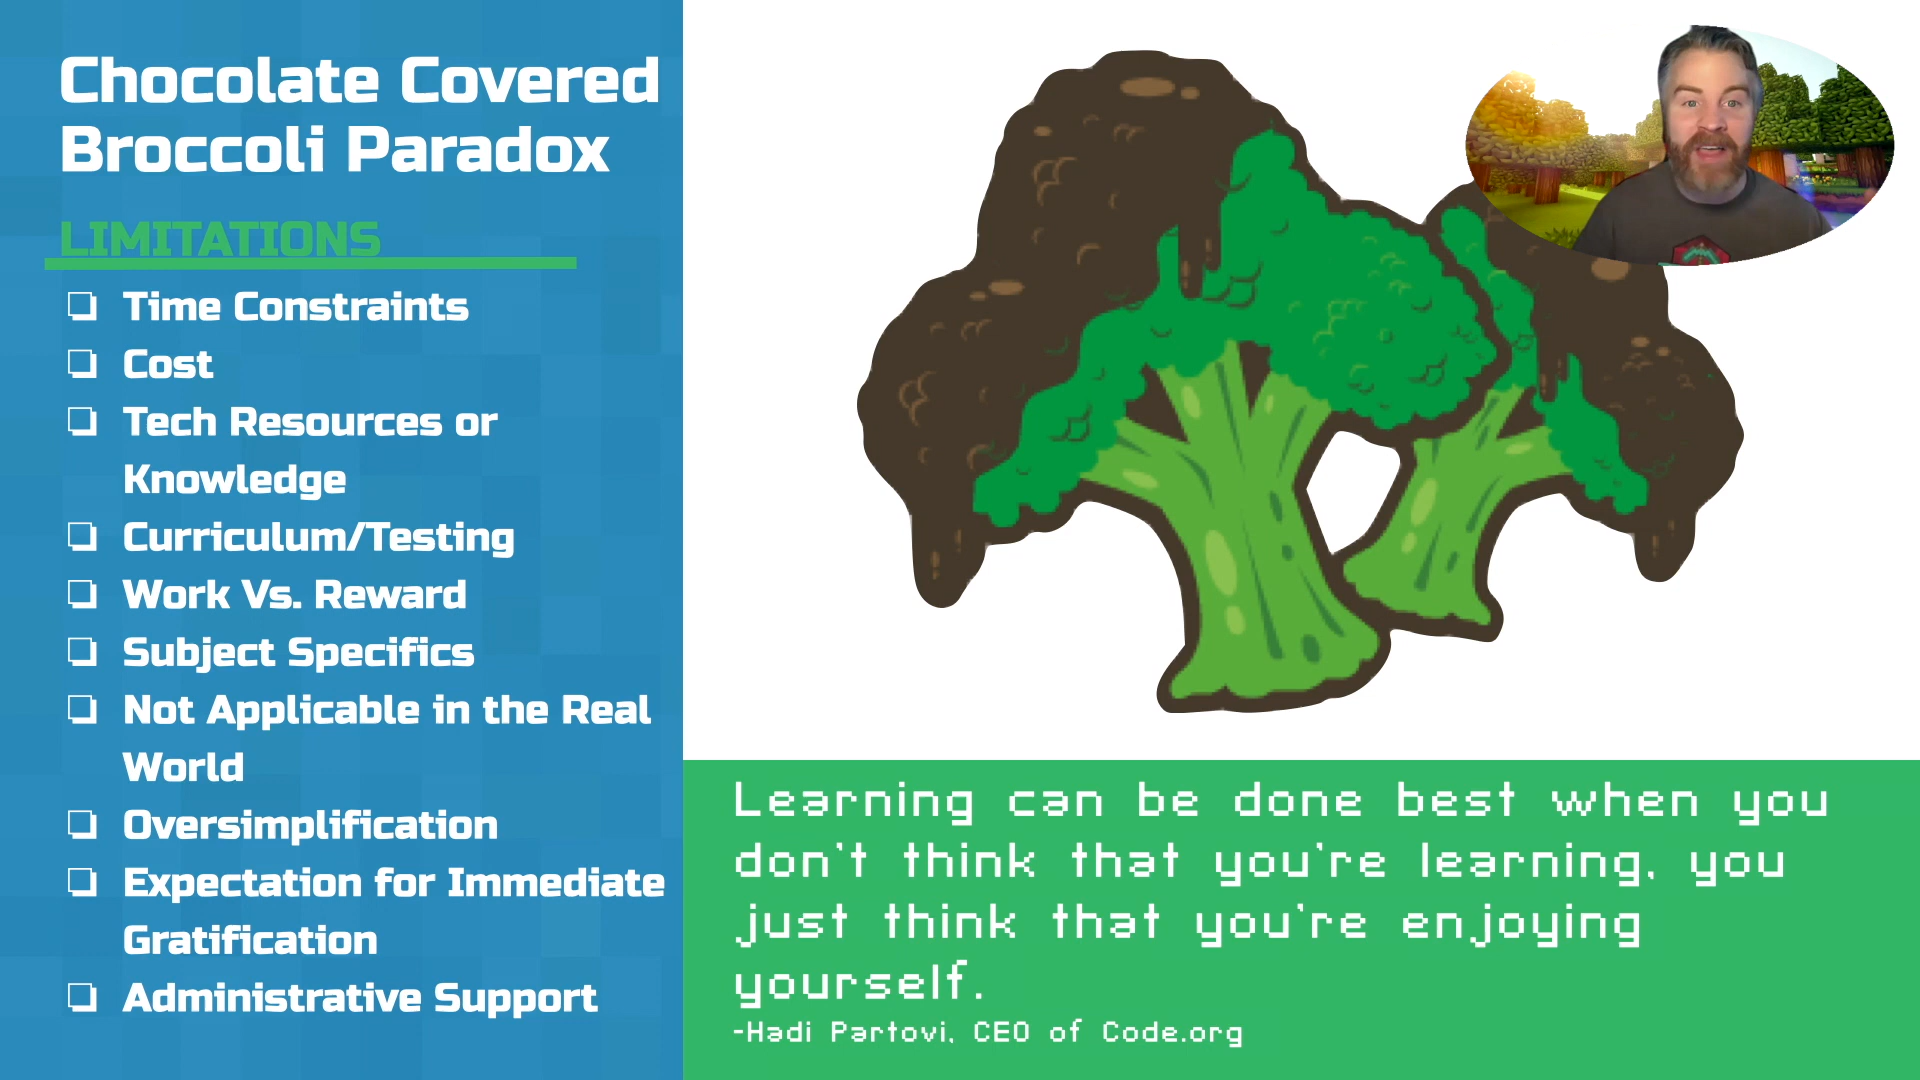 Chocolate Covered
Broccoli Paradox
LIMITATIONS
❏ Time Constraints
❏ Cost
❏ Tech Resources or
Knowledge
❏ Curriculum/Testing
❏ Work Vs. Reward
❏ Subject Specifics
❏ Not Applicable in the Real
World
❏ Oversimplification
❏ Expectation for Immediate
Gratification
❏ Administrative Support
Learning can be done best when you
don't think that you're learning, you
just think that you're enjoying
yourself.
-Hadi Partovi, CEO of Code.org